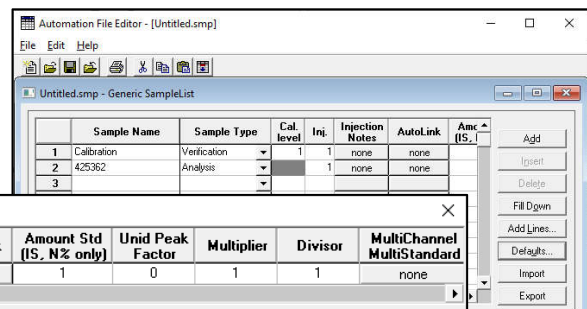 Automation File Editor - [Untitled.smp]
File Edit Help
Untitled.smp - Generic SampleList
Sample Name Sample Type Cal. level Inj. Injection Notes AutoLink
1 Calibration Verification 1 1 none none
2 425362 Analysis 1 none none
3
Add
Insert
Delete
Fill Down
Add Lines...
Defaults...
Import
Export
Amount Std (IS, N% only) Unid Peak Factor Multiplier Divisor MultiChannel MultiStandard
1 0 1 1 none